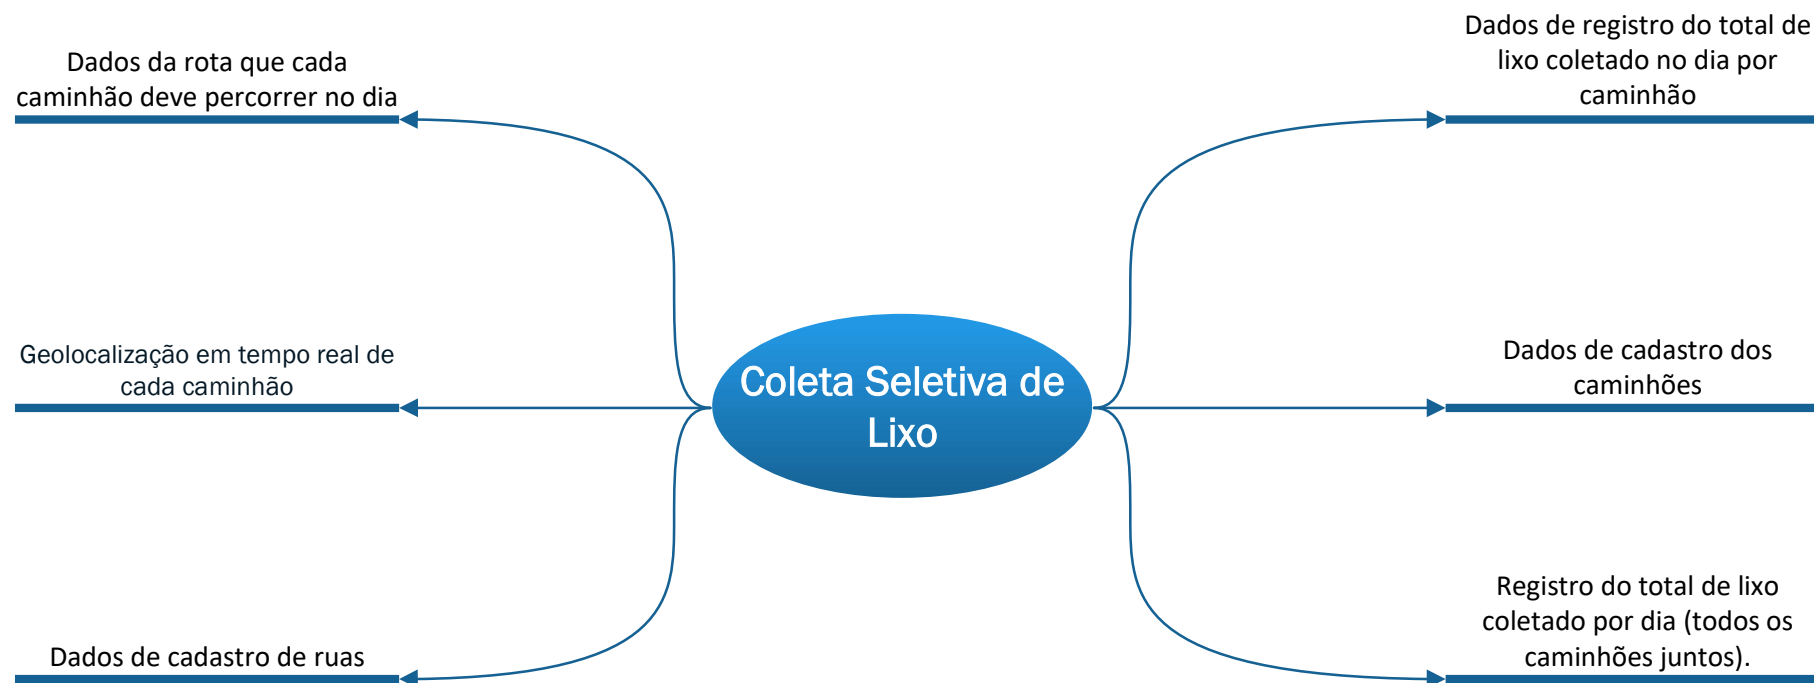 Dados da rota que cada
caminhão deve percorrer no dia
Geolocalização em tempo real de
cada caminhão
Dados de cadastro de ruas
Coleta Seletiva de
Lixo
Dados de registro do total de
lixo coletado no dia por
caminhão
Dados de cadastro dos
caminhões
Registro do total de lixo
coletado por dia (todos os
caminhões juntos).